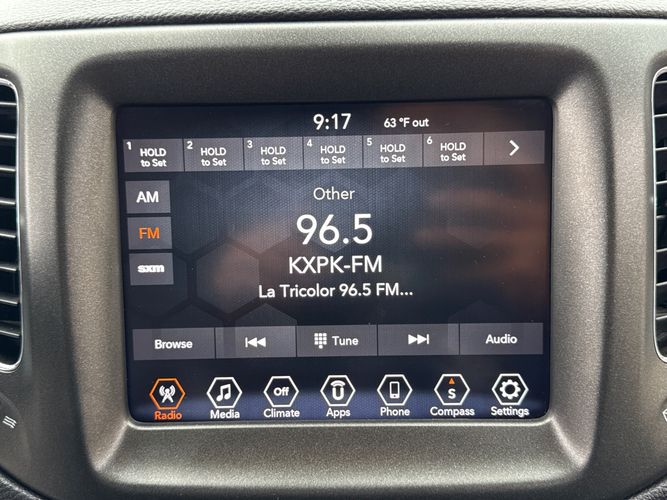 9:17 63 °F out
1 HOLD to Set
2 HOLD to Set
3 HOLD to Set
4 HOLD to Set
5 HOLD to Set
6 HOLD to Set
AM
FM
sxm
Other
96.5
KXPK-FM
La Tricolor 96.5 FM...
Browse Tune Audio
Off S
Radio Media Climate Apps Phone Compass Settings